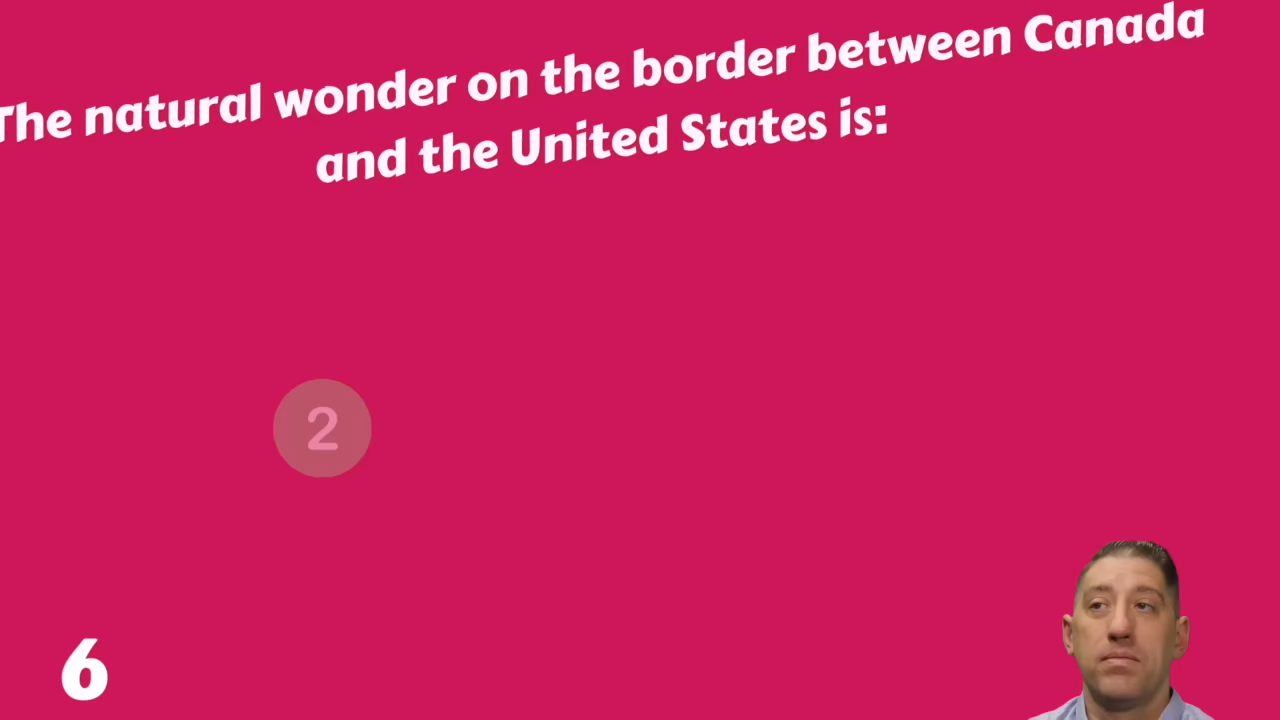 The natural wonder on the border between Canada
and the United States is:
2
6